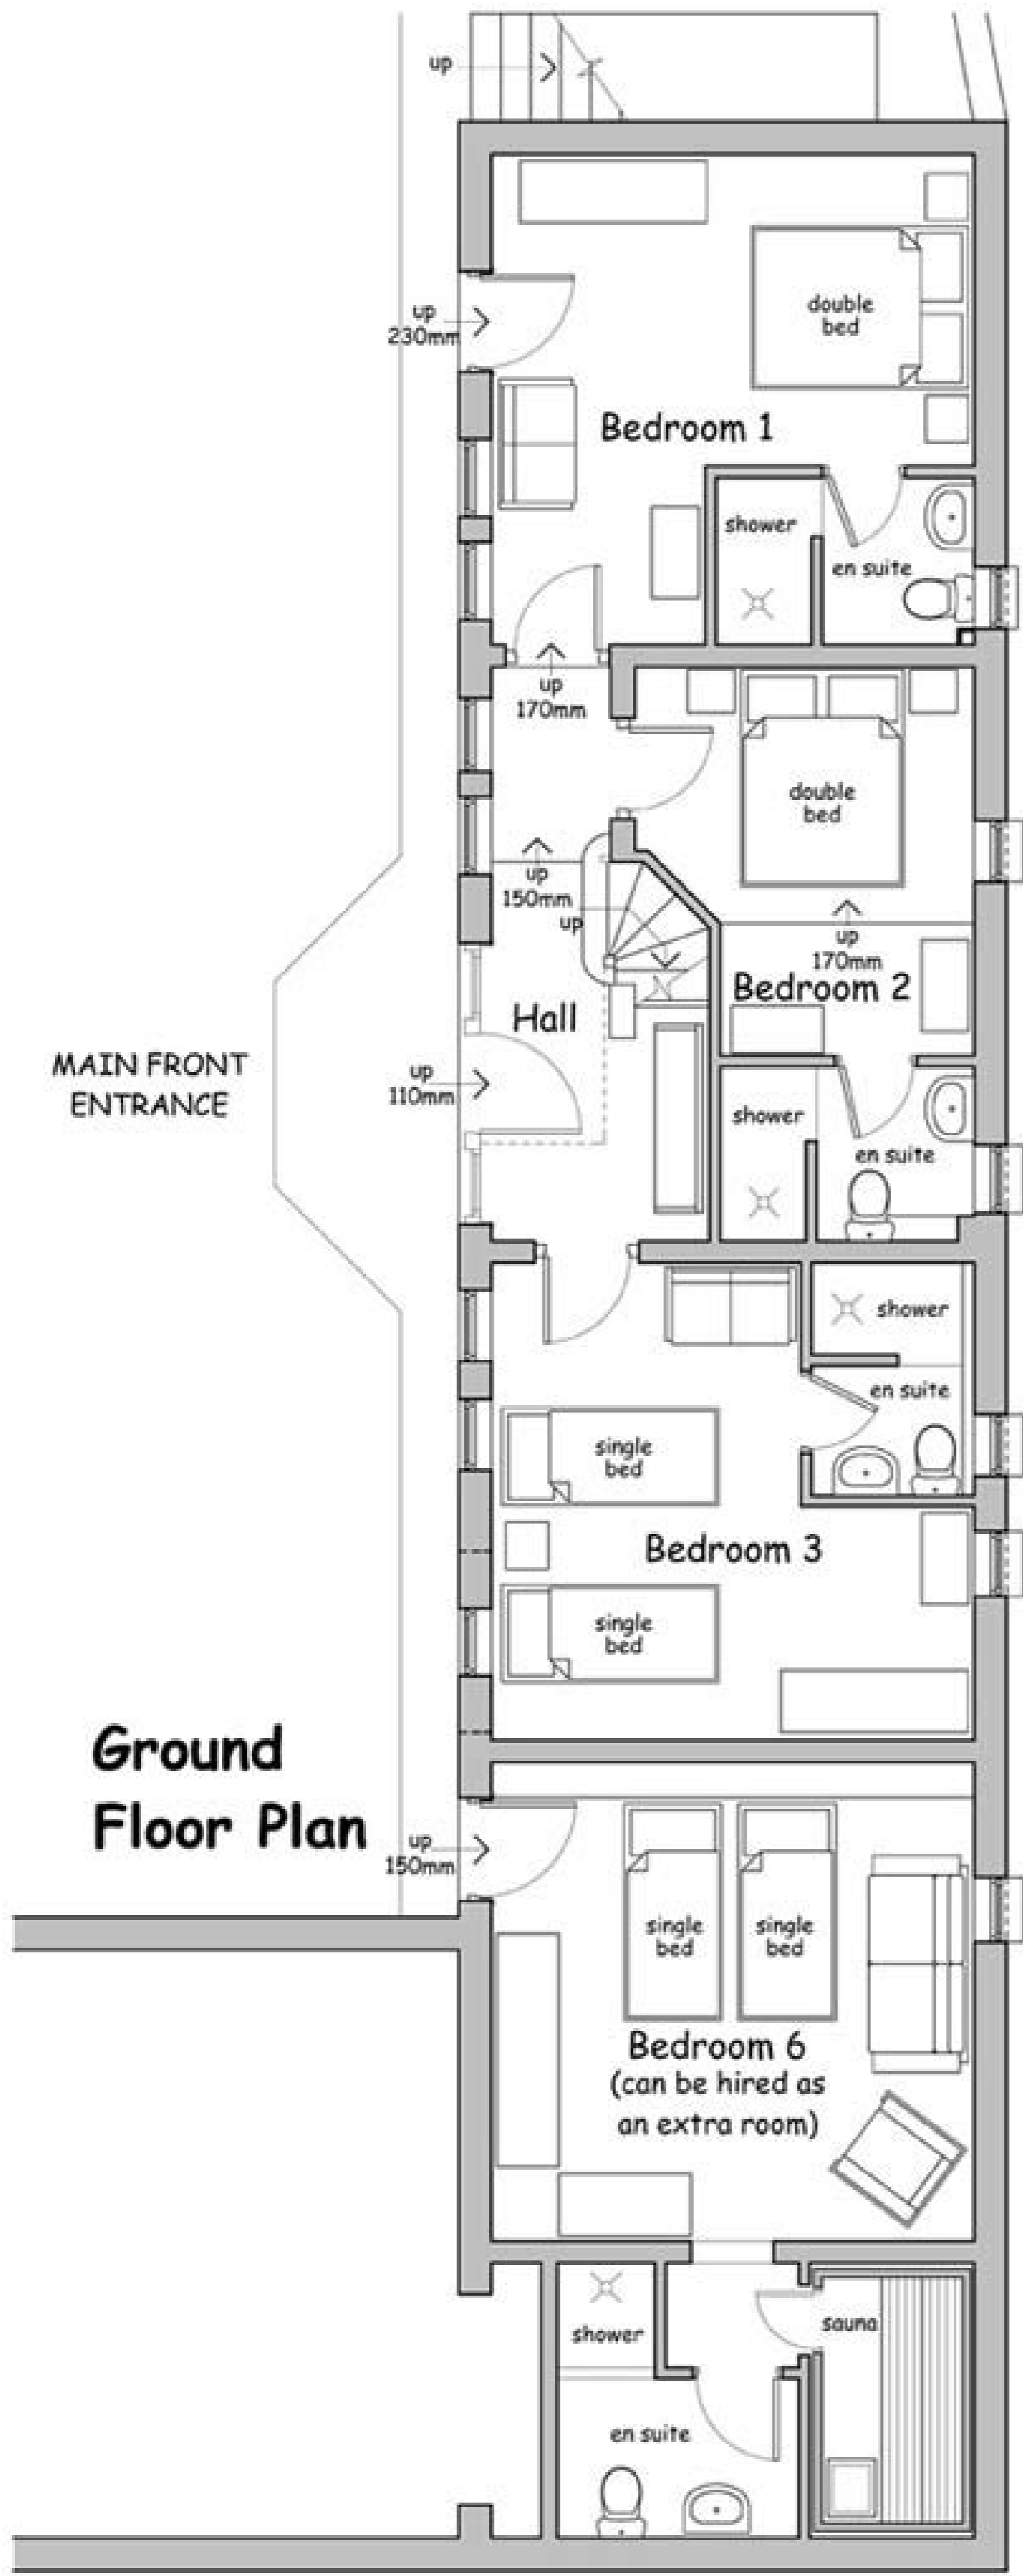 up
up
230mm
double
bed
Bedroom 1
shower
en suite
up
170mm
double
bed
up
150mm
up
up
170mm
Bedroom 2
Hall
MAIN FRONT
ENTRANCE
up
110mm
shower
en suite
shower
en suite
single
bed
Bedroom 3
single
bed
Ground
Floor Plan
up
150mm
single
bed
single
bed
Bedroom 6
(can be hired as
an extra room)
shower
sauna
en suite